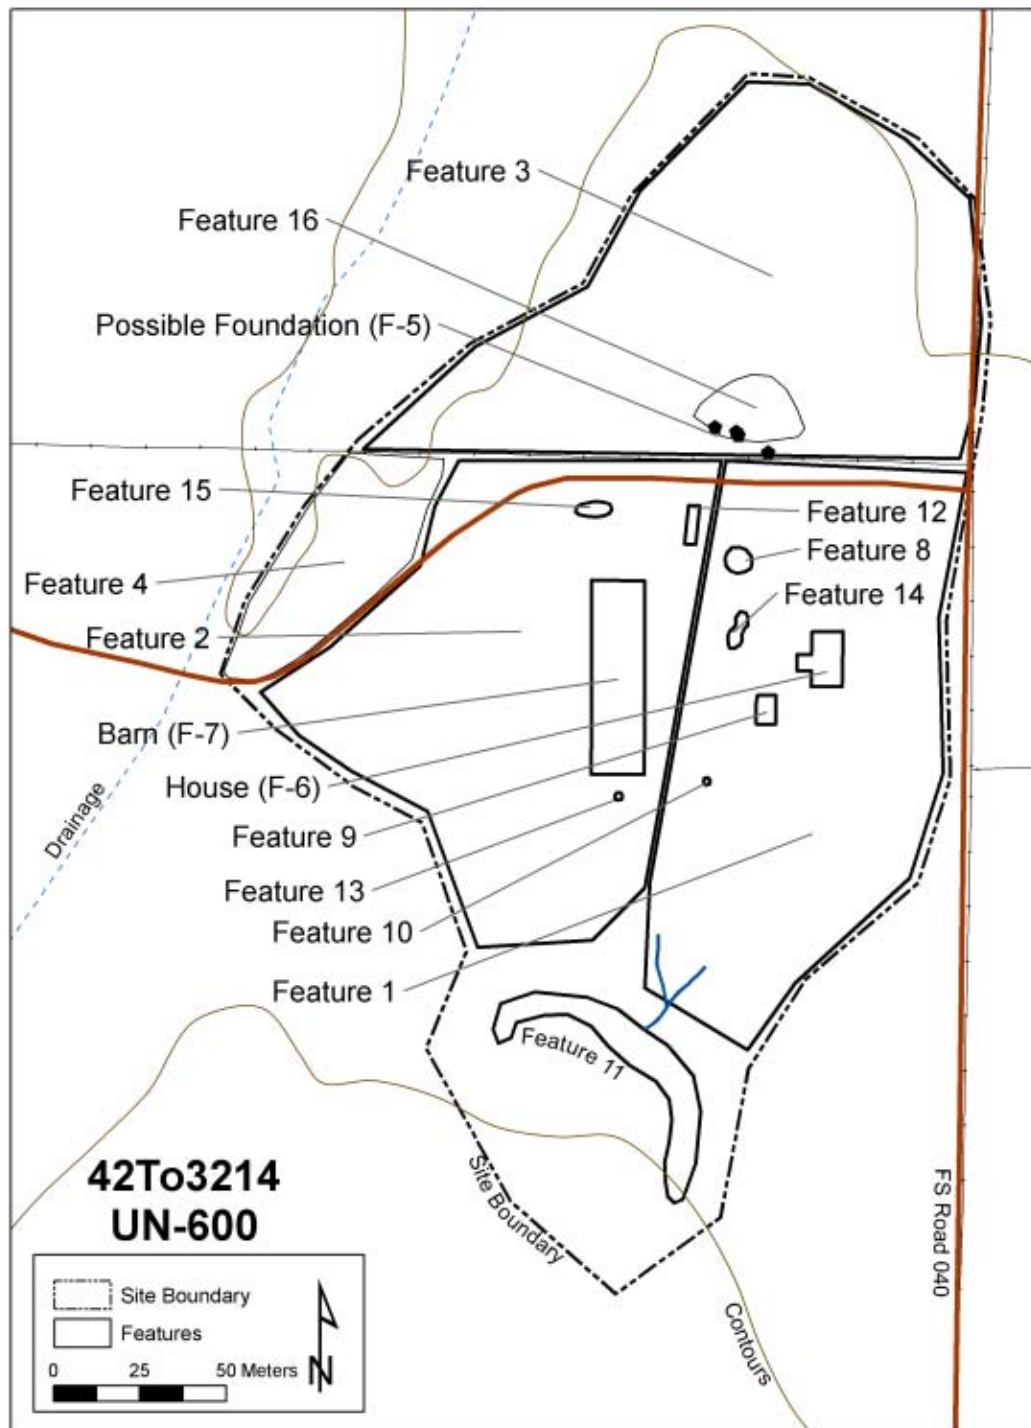 Feature 3
Feature 16
Possible Foundation (F-5)
Feature 15
Feature 12
Feature 8
Feature 4
Feature 14
Feature 2
Barn (F-7)
House (F-6)
Drainage
Feature 9
Feature 13
Feature 10
Feature 1
Feature 11
42To3214
UN-600
Site Boundary
FS Road 040
Contours
Site Boundary
Features
0 25 50 Meters
N